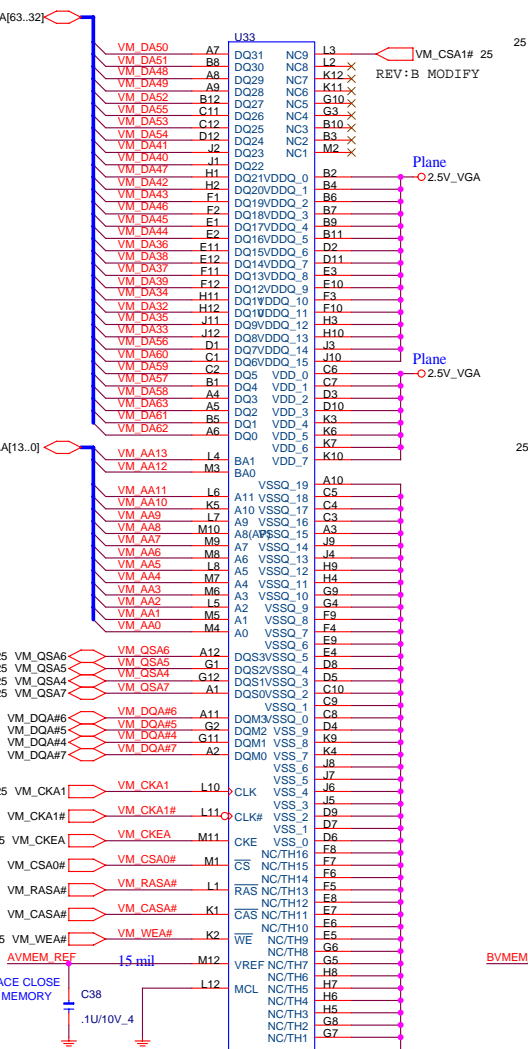 A[63..32]
U33
25
VM_DA50 A7 DQ31 NC9 L3 VM_CSA1# 25
VM_DA51 B8 DQ30 NC8 L2
VM_DA48 A8 DQ29 NC7 K12 REV:B MODIFY
VM_DA49 A9 DQ28 NC6 K11
VM_DA52 B12 DQ27 NC5 G10
VM_DA55 C11 DQ26 NC4 G3
VM_DA53 C12 DQ25 NC3 B10
VM_DA54 D12 DQ24 NC2 B3
VM_DA41 J2 DQ23 NC1 M2
VM_DA40 J1 DQ22 Plane
VM_DA47 H1 DQ21 VDDQ_0 B2 2.5V_VGA
VM_DA42 H2 DQ20 VDDQ_1 B4
VM_DA43 F1 DQ19 VDDQ_2 B6
VM_DA46 F2 DQ18 VDDQ_3 B7
VM_DA45 E1 DQ17 VDDQ_4 B9
VM_DA44 E2 DQ16 VDDQ_5 B11
VM_DA36 E11 DQ15 VDDQ_6 D2
VM_DA38 E12 DQ14 VDDQ_7 D11
VM_DA37 F11 DQ13 VDDQ_8 E3
VM_DA39 F12 DQ12 VDDQ_9 E10
VM_DA34 H11 DQ11 VDDQ_10 F3
VM_DA32 H12 DQ10 VDDQ_11 F10
VM_DA35 J11 DQ9 VDDQ_12 H3
VM_DA33 J12 DQ8 VDDQ_13 H10
VM_DA56 D1 DQ7 VDDQ_14 J3
VM_DA60 C1 DQ6 VDDQ_15 J10 Plane
VM_DA59 C2 DQ5 VDD_0 C6 2.5V_VGA
VM_DA57 B1 DQ4 VDD_1 C7
VM_DA58 A4 DQ3 VDD_2 D3
VM_DA63 A5 DQ2 VDD_3 D10
VM_DA61 B5 DQ1 VDD_4 K3
VM_DA62 A6 DQ0 VDD_5 K6
A[13..0] VDD_6 K7 25
VM_AA13 L4 BA1 VDD_7 K10
VM_AA12 M3 BA0
VSSQ_19 A10
VM_AA11 L6 A11 VSSQ_18 C5
VM_AA10 K5 A10 VSSQ_17 C4
VM_AA9 L7 A9 VSSQ_16 C3
VM_AA8 M10 A8(AP) VSSQ_15 A3
VM_AA7 M9 A7 VSSQ_14 J9
VM_AA6 M8 A6 VSSQ_13 J4
VM_AA5 L8 A5 VSSQ_12 H9
VM_AA4 M7 A4 VSSQ_11 H4
VM_AA3 M6 A3 VSSQ_10 G9
VM_AA2 L5 A2 VSSQ_9 G4
VM_AA1 M5 A1 VSSQ_8 F9
VM_AA0 M4 A0 VSSQ_7 F4
VSSQ_6 E9
25 VM_QSA6 VM_QSA6 A12 DQS3 VSSQ_5 E4
25 VM_QSA5 VM_QSA5 G1 DQS2 VSSQ_4 D8
25 VM_QSA4 VM_QSA4 G12 DQS1 VSSQ_3 D5
25 VM_QSA7 VM_QSA7 A1 DQS0 VSSQ_2 C10
VSSQ_1 C9
VM_DQA#6 VM_DQA#6 A11 DQM3 VSSQ_0 C8
VM_DQA#5 VM_DQA#5 G2 DQM2 VSS_9 D4
VM_DQA#4 VM_DQA#4 G11 DQM1 VSS_8 K9
VM_DQA#7 VM_DQA#7 A2 DQM0 VSS_7 K4
VSS_6 J8
VSS_5 J7
25 VM_CKA1 VM_CKA1 L10 CLK VSS_4 J6
VSS_3 J5
VM_CKA1# VM_CKA1# L11 CLK# VSS_2 D9
VSS_1 D7
5 VM_CKEA VM_CKEA M11 CKE VSS_0 D6
NC/TH16 F8
VM_CSA0# VM_CSA0# M1 CS NC/TH15 F7
NC/TH14 F6
VM_RASA# VM_RASA# L1 RAS NC/TH13 F5
NC/TH12 E8
VM_CASA# VM_CASA# K1 CAS NC/TH11 E7
NC/TH10 E6
5 VM_WEA# VM_WEA# K2 WE NC/TH9 E5
NC/TH8 G6
AVMEM_REF 15 mil M12 VREF NC/TH7 G5 BVMEM
NC/TH6 H8
ACE CLOSE L12 MCL NC/TH5 H7
MEMORY C38 NC/TH4 H6
NC/TH3 H5
.1U/10V_4 NC/TH2 G8
NC/TH1 G7